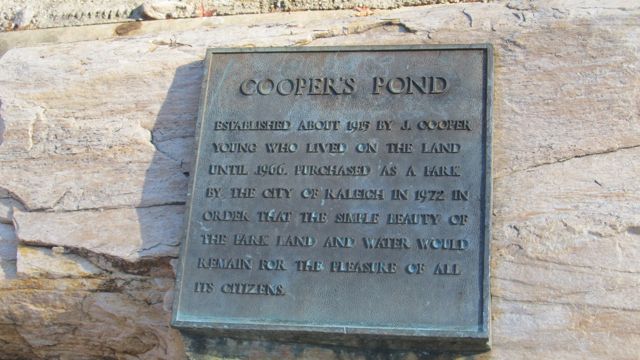 COOPER'S POND
ESTABLISHED ABOUT 1915 BY J. COOPER
YOUNG WHO LIVED ON THE LAND
UNTIL 1966. PURCHASED AS A PARK
BY THE CITY OF RALEIGH IN 1972 IN
ORDER THAT THE SIMPLE BEAUTY OF
THE PARK LAND AND WATER WOULD
REMAIN FOR THE PLEASURE OF ALL
ITS CITIZENS.